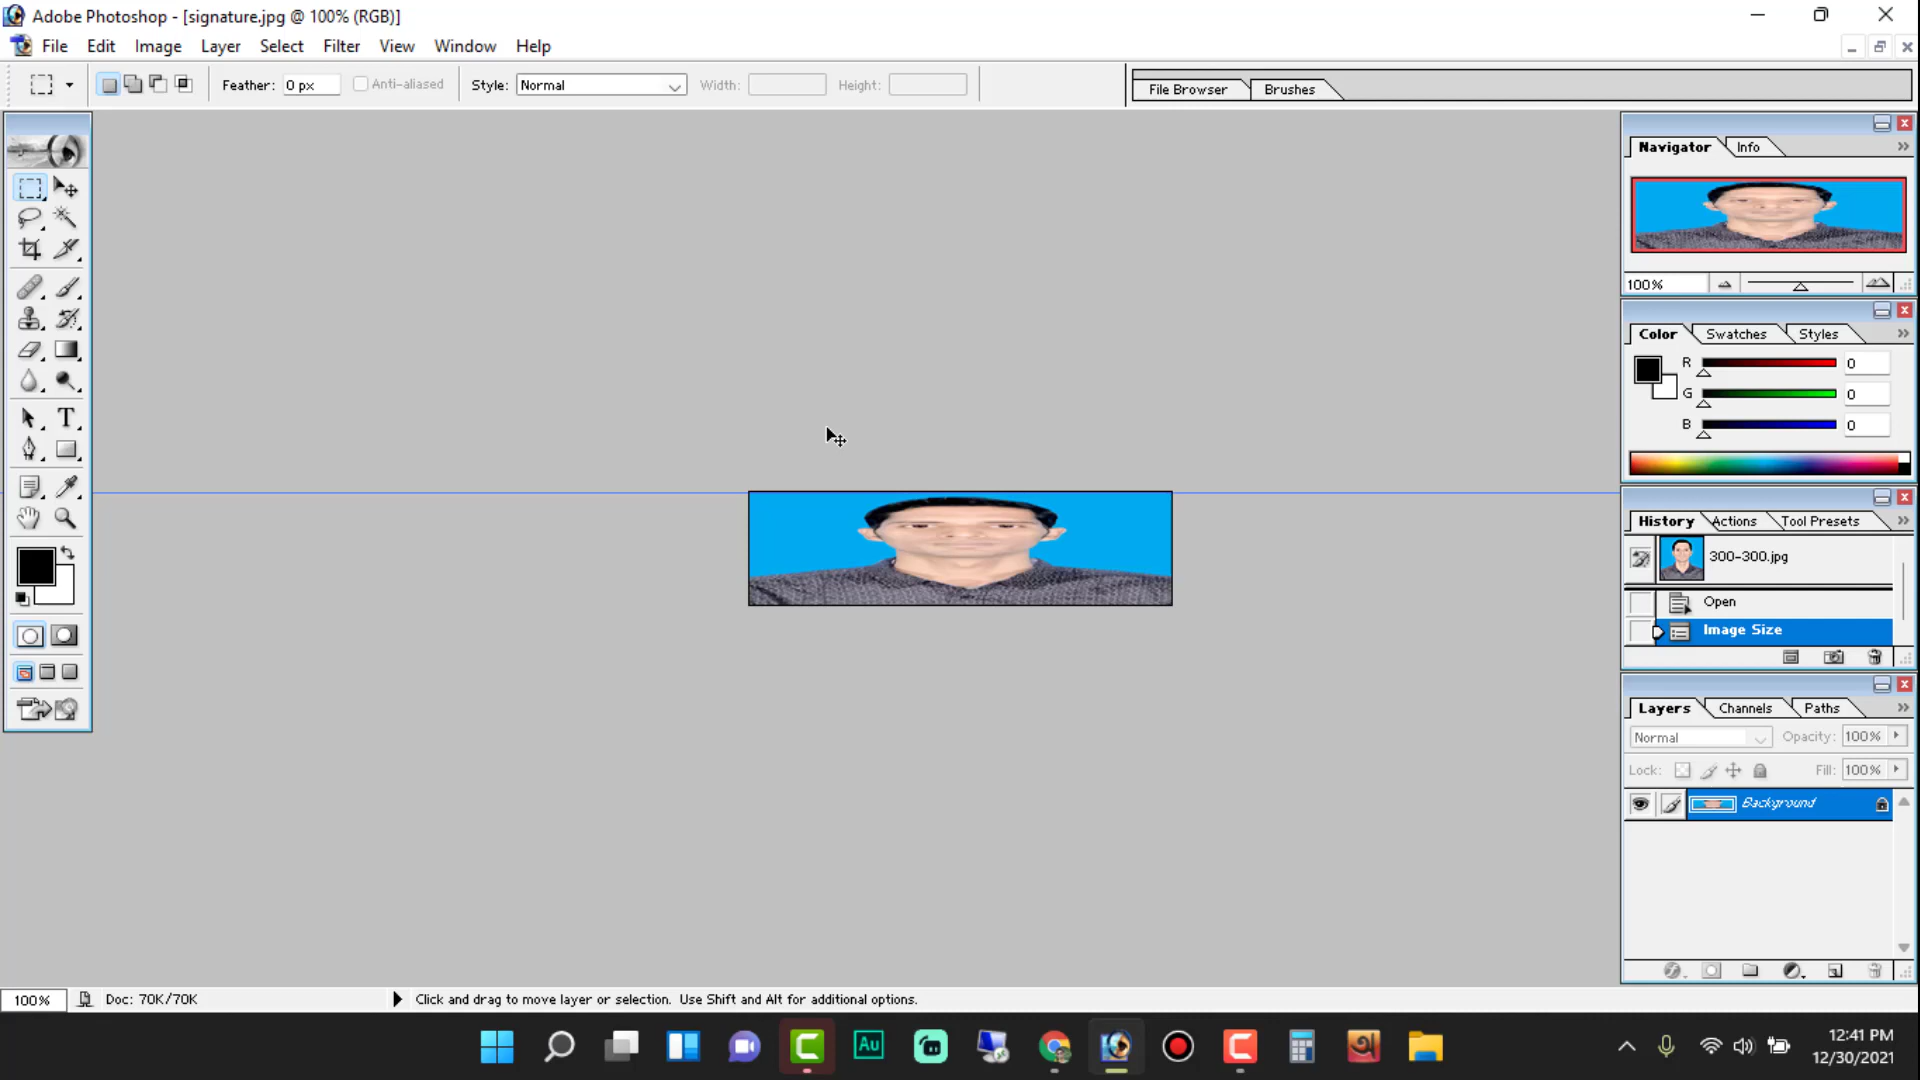 Adobe Photoshop - [signature.jpg @ 100% (RGB)]
File Edit Image Layer Select Filter View Window Help
Feather: 0 px Anti-aliased Style: Normal Width: Height: File Browser Brushes
Navigator Info
100%
Color Swatches Styles
R 0
G 0
B 0
History Actions Tool Presets
300-300.jpg
Open
Image Size
Layers Channels Paths
Normal Opacity: 100%
Lock: Fill: 100%
Background
T
100% Doc: 70K/70K Click and drag to move layer or selection. Use Shift and Alt for additional options.
Au
12:41 PM
12/30/2021